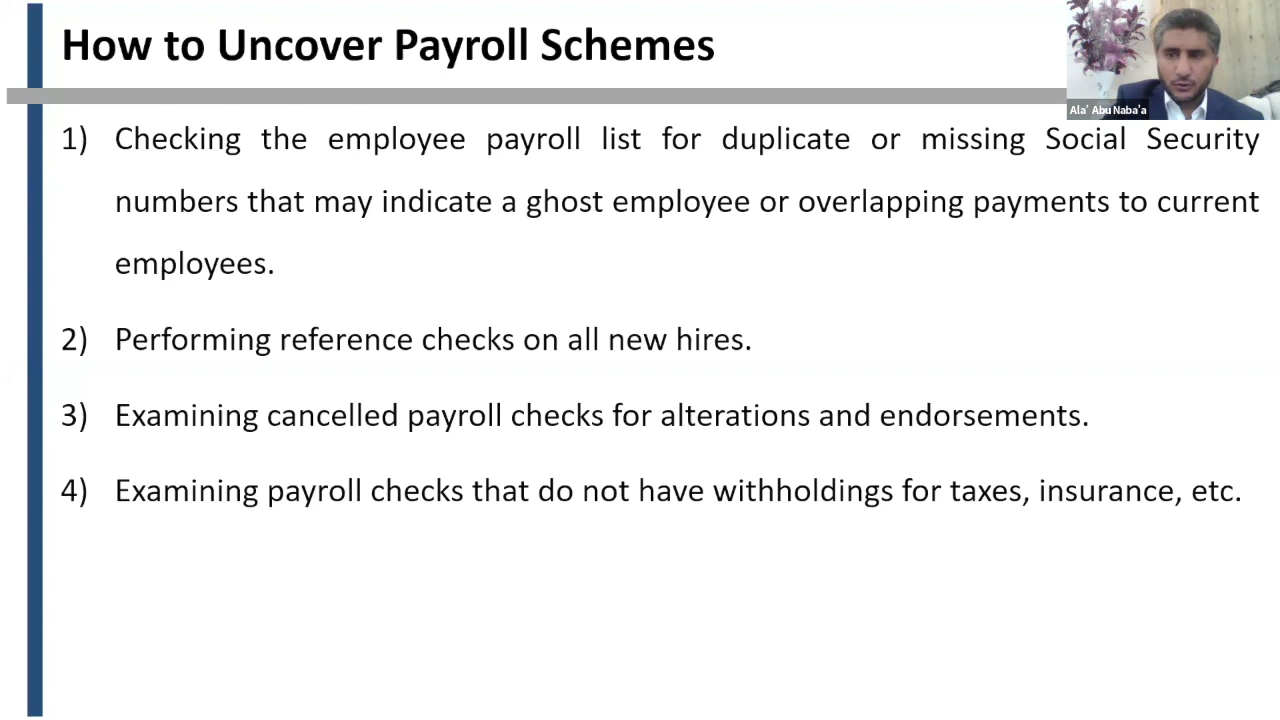 How to Uncover Payroll Schemes
Ala' Abu Naba'a
1) Checking the employee payroll list for duplicate or missing Social Security
numbers that may indicate a ghost employee or overlapping payments to current
employees.
2) Performing reference checks on all new hires.
3) Examining cancelled payroll checks for alterations and endorsements.
4) Examining payroll checks that do not have withholdings for taxes, insurance, etc.